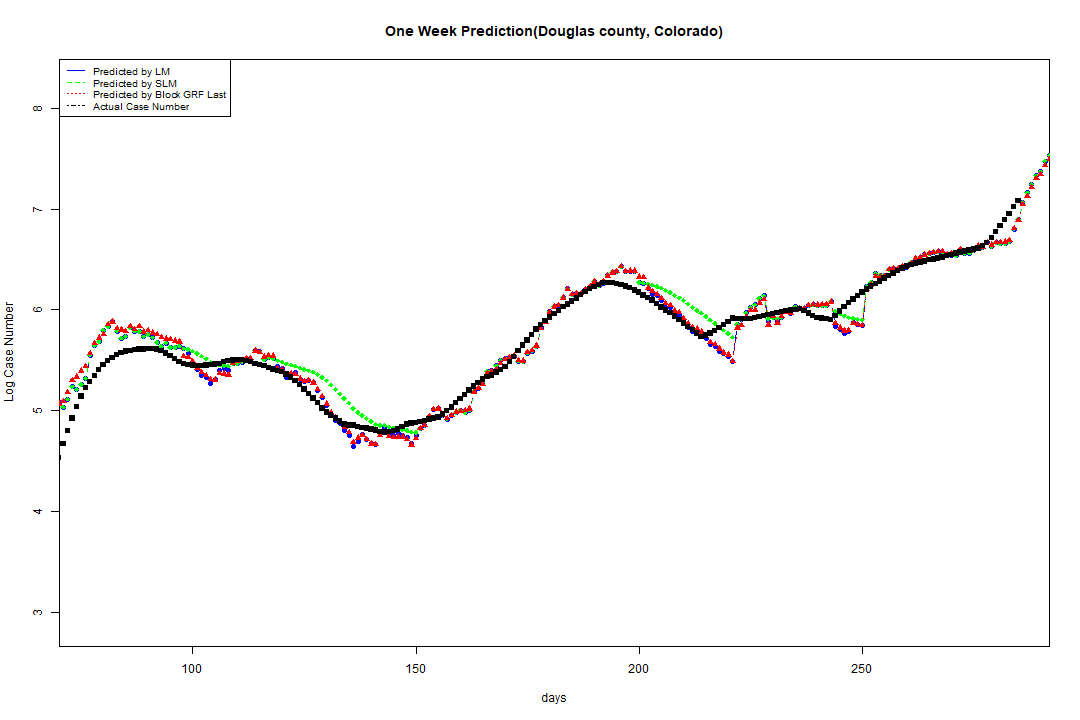 One Week Prediction(Douglas county, Colorado)
Predicted by LM
Predicted by SLM
Predicted by Block GRF Last
Actual Case Number
8
7
6
5
4
3
Log Case Number
100 150 200 250
days